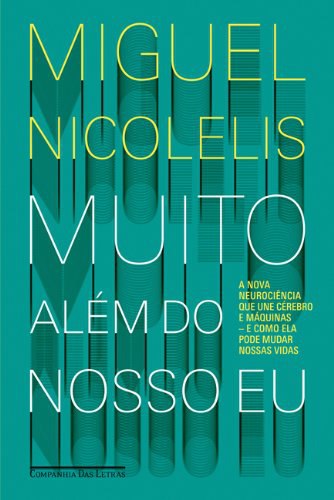 MIGUEL
NICOLELIS
MUITO
ALÉM DO
NOSSO EU
A NOVA
NEUROCIÊNCIA
QUE UNE CÉREBRO
E MÁQUINAS
– E COMO ELA
PODE MUDAR
NOSSAS VIDAS
COMPANHIA DAS LETRAS